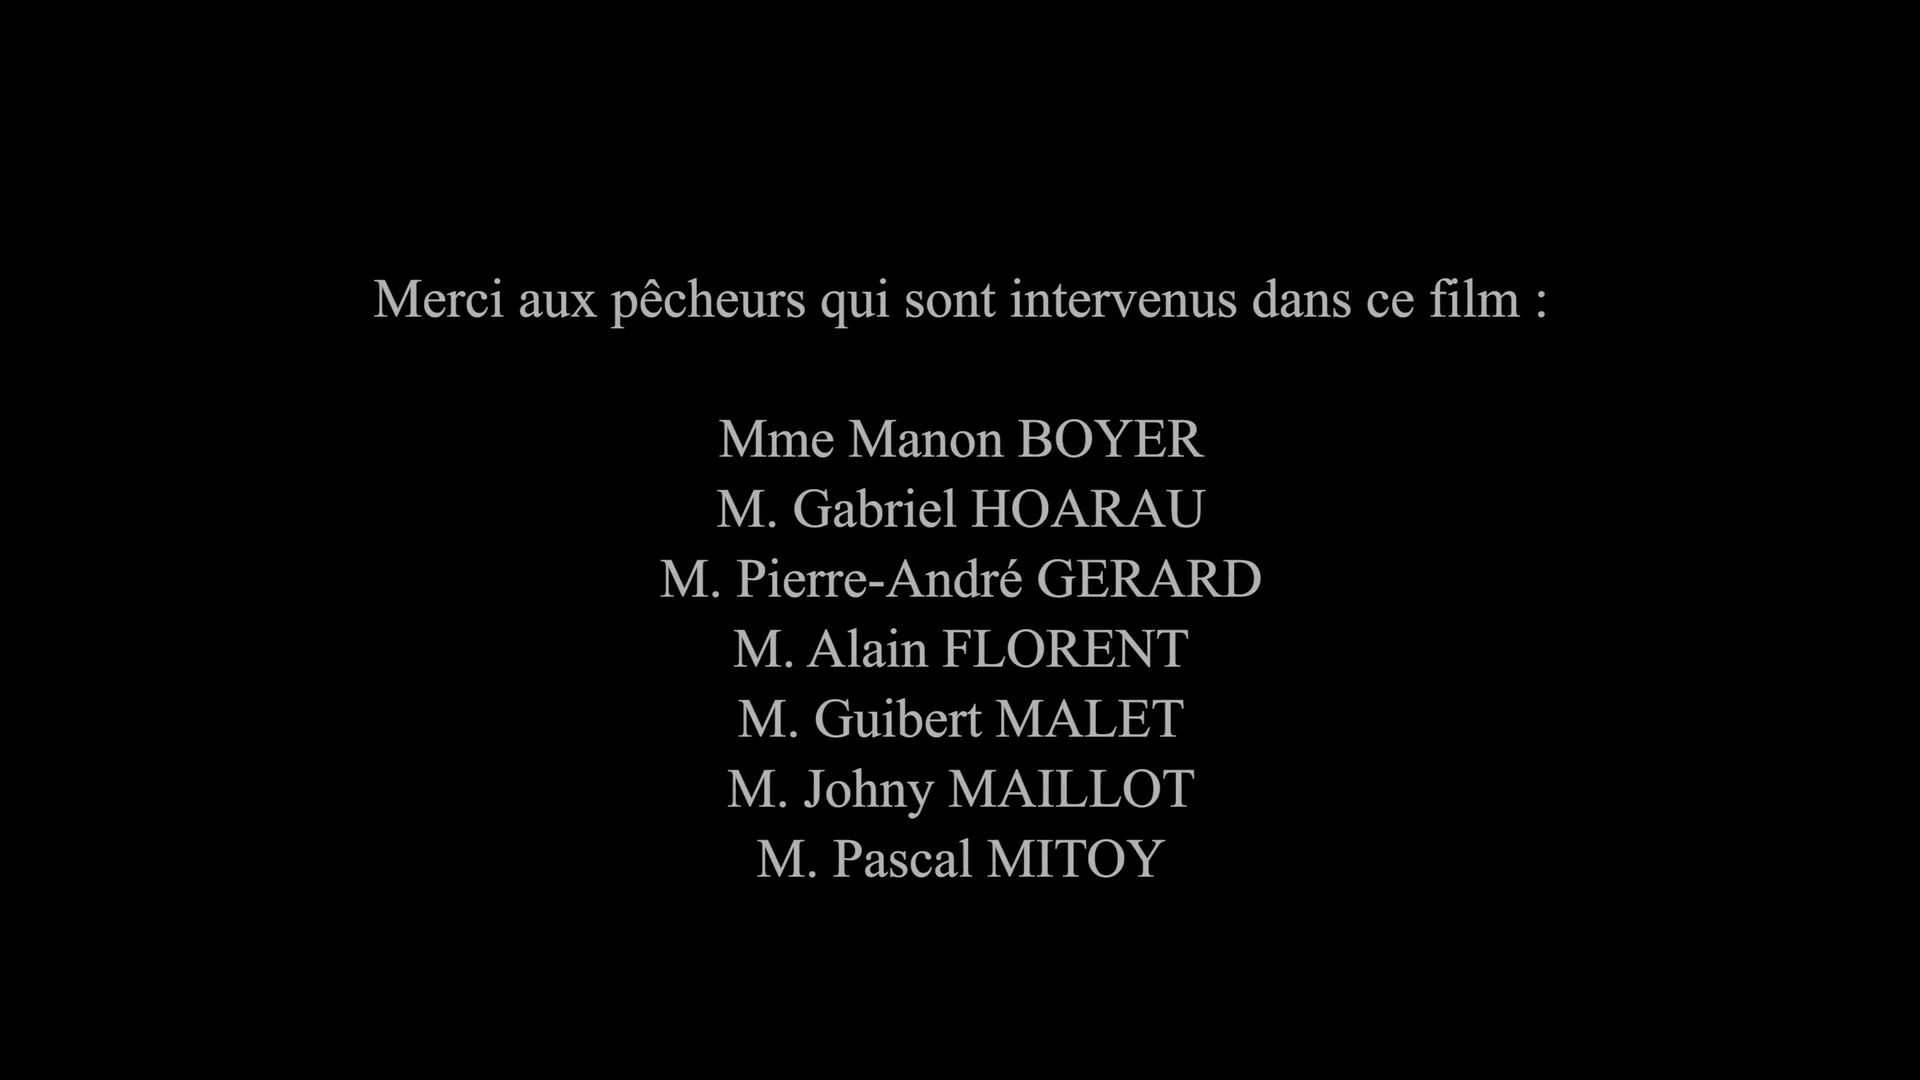 Merci aux pêcheurs qui sont intervenus dans ce film :
Mme Manon BOYER
M. Gabriel HOARAU
M. Pierre-André GERARD
M. Alain FLORENT
M. Guibert MALET
M. Johny MAILLOT
M. Pascal MITOY